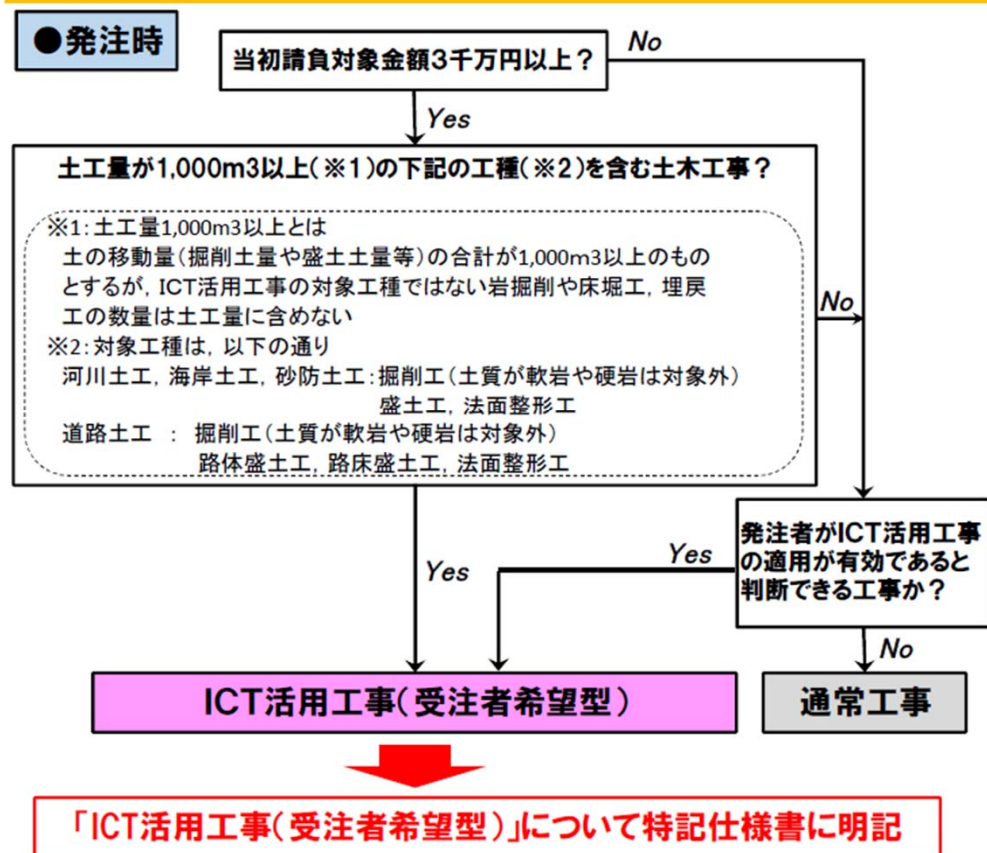 ●発注時
当初請負対象金額3千万円以上？
No
Yes
土工量が1,000m3以上(※1)の下記の工種(※2)を含む土木工事？
※1:土工量1,000m3以上とは
土の移動量(掘削土量や盛土土量等)の合計が1,000m3以上のもの
とするが，ICT活用工事の対象工種ではない岩掘削や床堀工，埋戻
工の数量は土工量に含めない
※2:対象工種は，以下の通り
河川土工，海岸土工，砂防土工:掘削工(土質が軟岩や硬岩は対象外)
盛土工，法面整形工
道路土工 : 掘削工(土質が軟岩や硬岩は対象外)
路体盛土工，路床盛土工，法面整形工
No
発注者がICT活用工事
の適用が有効であると
判断できる工事か？
Yes
Yes
No
ICT活用工事(受注者希望型)
通常工事
「ICT活用工事(受注者希望型)」について特記仕様書に明記